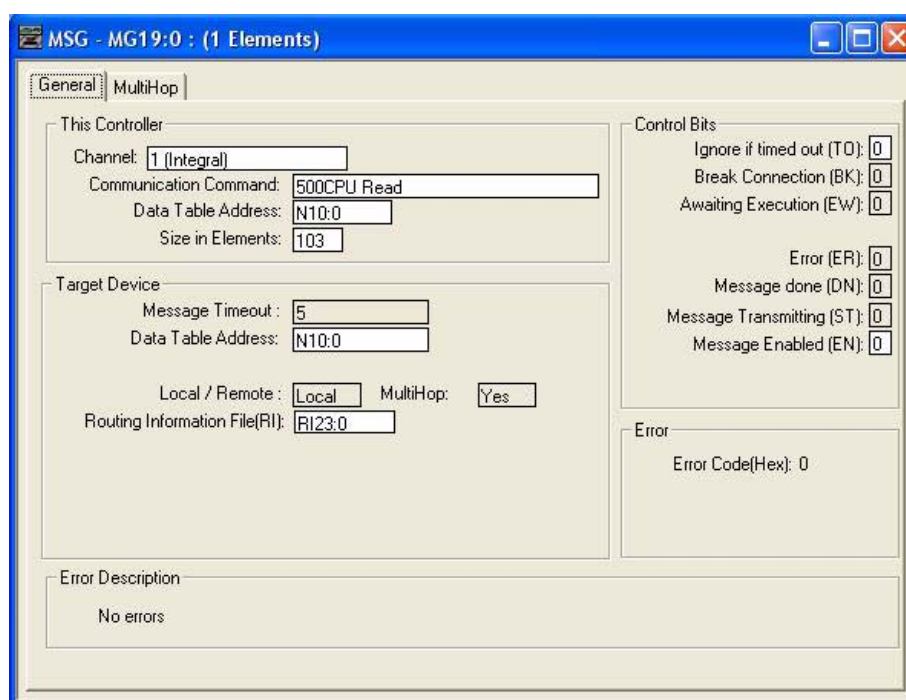 MSG - MG19:0 : (1 Elements)
General MultiHop
This Controller
Channel: 1 (Integral)
Communication Command: 500CPU Read
Data Table Address: N10:0
Size in Elements: 103
Target Device
Message Timeout : 5
Data Table Address: N10:0
Local / Remote : Local MultiHop: Yes
Routing Information File(RI): RI23:0
Control Bits
Ignore if timed out (TO): 0
Break Connection (BK): 0
Awaiting Execution (EW): 0
Error (ER): 0
Message done (DN): 0
Message Transmitting (ST): 0
Message Enabled (EN): 0
Error
Error Code(Hex): 0
Error Description
No errors